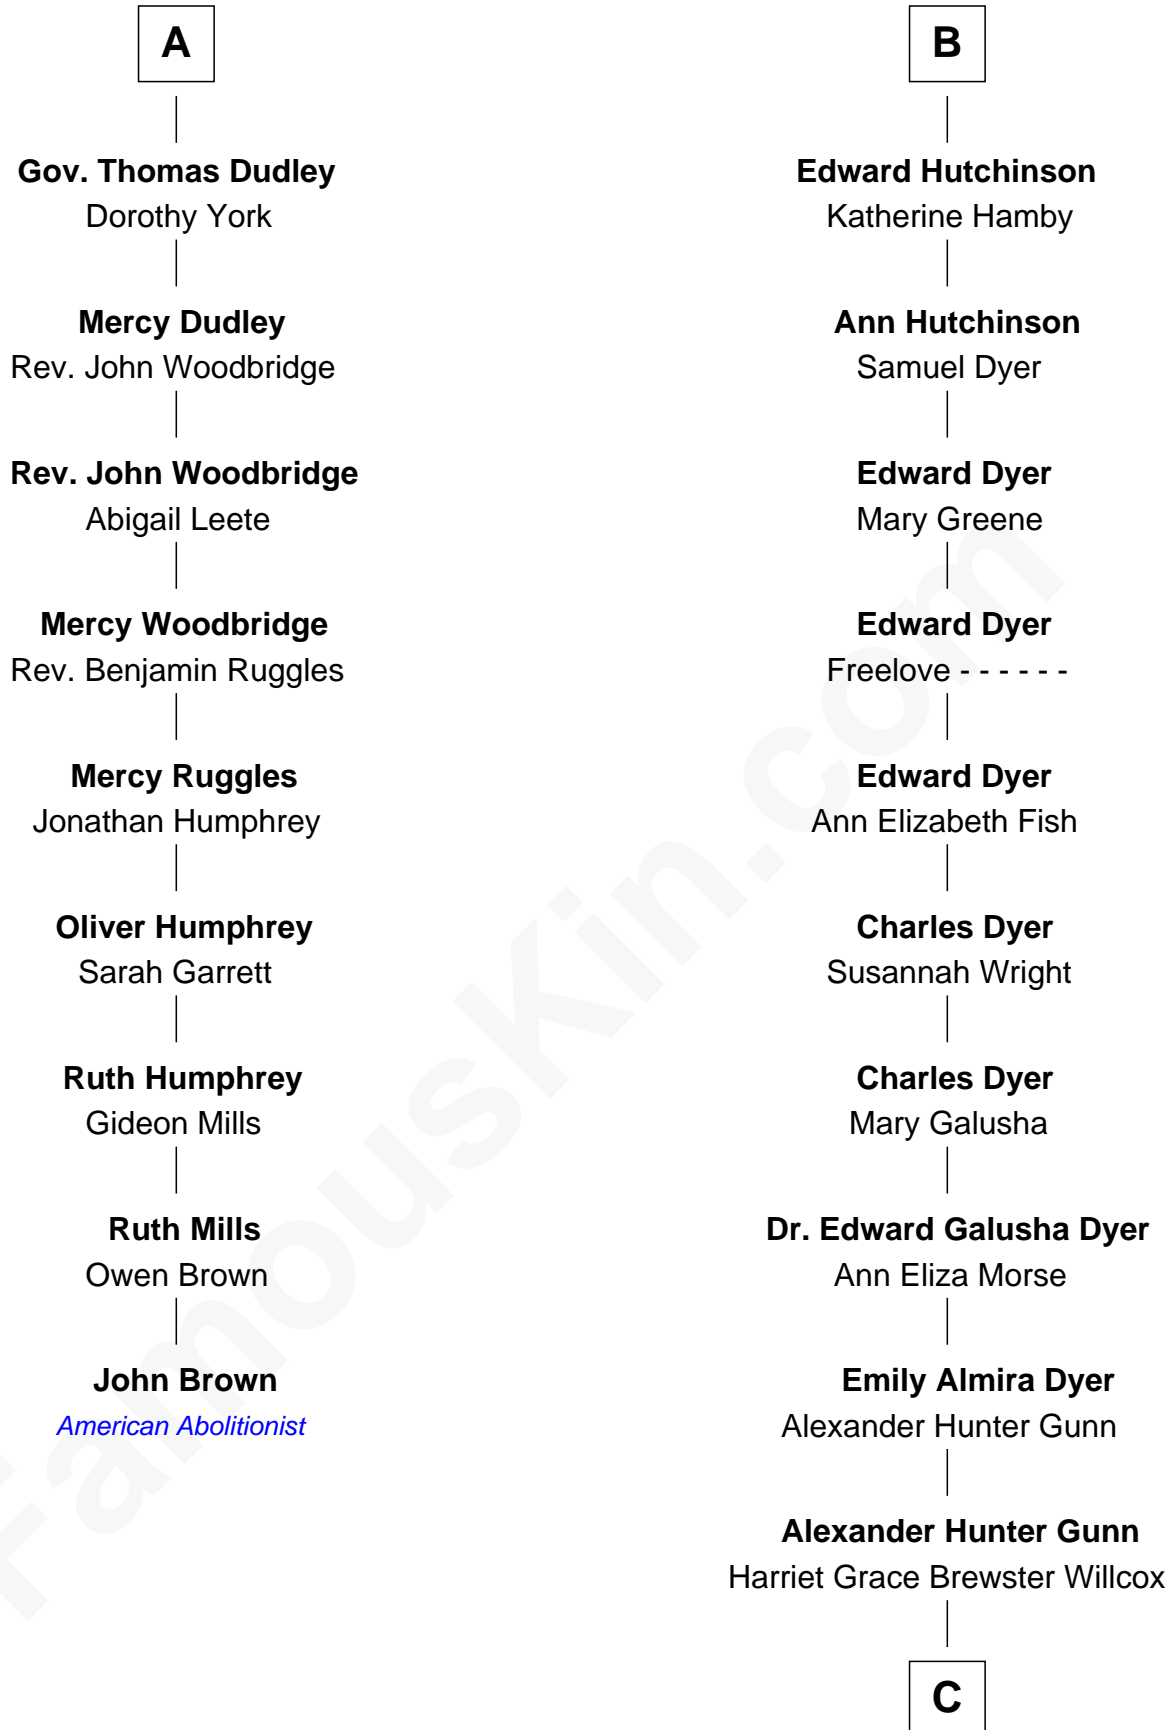 A
Gov. Thomas Dudley
Dorothy York
Mercy Dudley
Rev. John Woodbridge
Rev. John Woodbridge
Abigail Leete
Mercy Woodbridge
Rev. Benjamin Ruggles
Mercy Ruggles
Jonathan Humphrey
Oliver Humphrey
Sarah Garrett
Ruth Humphrey
Gideon Mills
Ruth Mills
Owen Brown
John Brown
American Abolitionist
B
Edward Hutchinson
Katherine Hamby
Ann Hutchinson
Samuel Dyer
Edward Dyer
Mary Greene
Edward Dyer
Freelove - - - - - -
Edward Dyer
Ann Elizabeth Fish
Charles Dyer
Susannah Wright
Charles Dyer
Mary Galusha
Dr. Edward Galusha Dyer
Ann Eliza Morse
Emily Almira Dyer
Alexander Hunter Gunn
Alexander Hunter Gunn
Harriet Grace Brewster Willcox
C
FamousKin.com